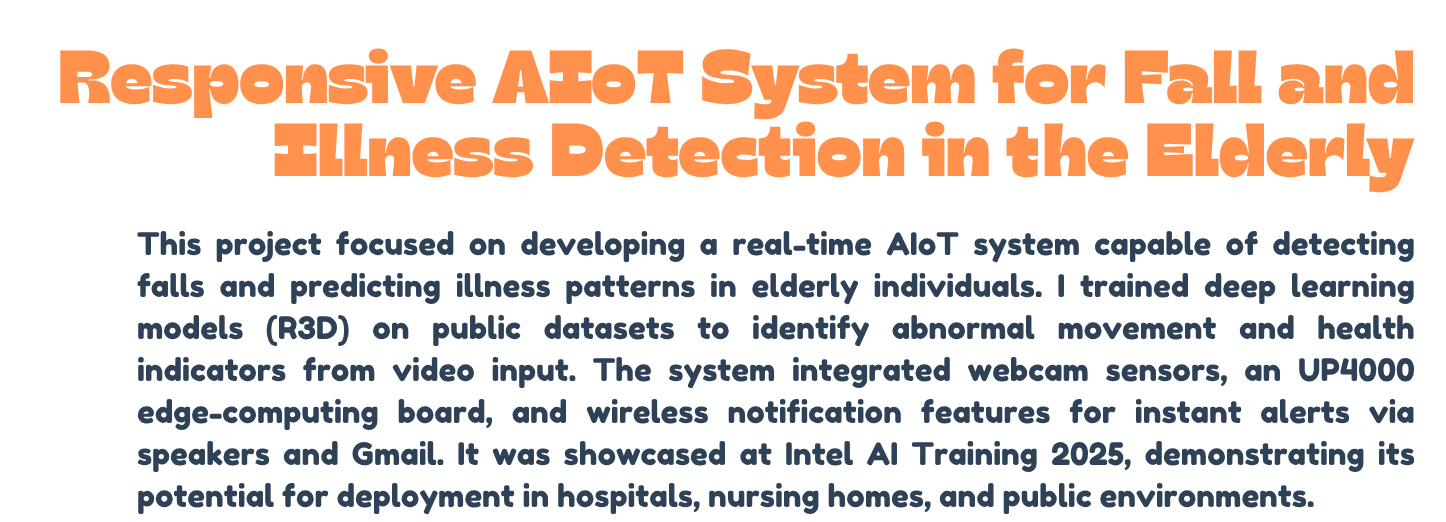 Responsive AIoT System for Fall and
Illness Detection in the Elderly
This project focused on developing a real-time AIoT system capable of detecting
falls and predicting illness patterns in elderly individuals. I trained deep learning
models (R3D) on public datasets to identify abnormal movement and health
indicators from video input. The system integrated webcam sensors, an UP4000
edge-computing board, and wireless notification features for instant alerts via
speakers and Gmail. It was showcased at Intel AI Training 2025, demonstrating its
potential for deployment in hospitals, nursing homes, and public environments.